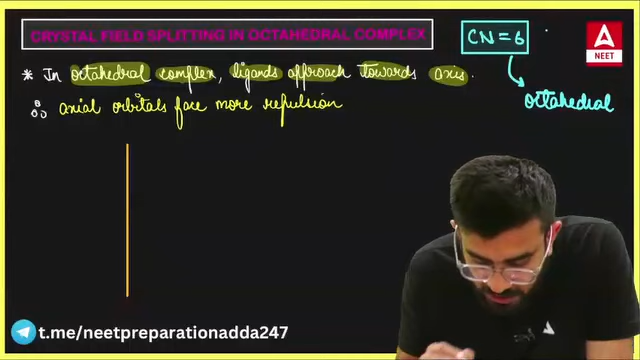 CRYSTAL FIELD SPLITTING IN OCTAHEDRAL COMPLEX
CN = 6
A
NEET
* In octahedral complex, ligands approach towards axis.
octahedral
∴ axial orbitals face more repulsion
t.me/neetpreparationadda247